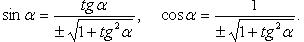 sin α = tg α / ±√(1 + tg² α), cos α = 1 / ±√(1 + tg² α).